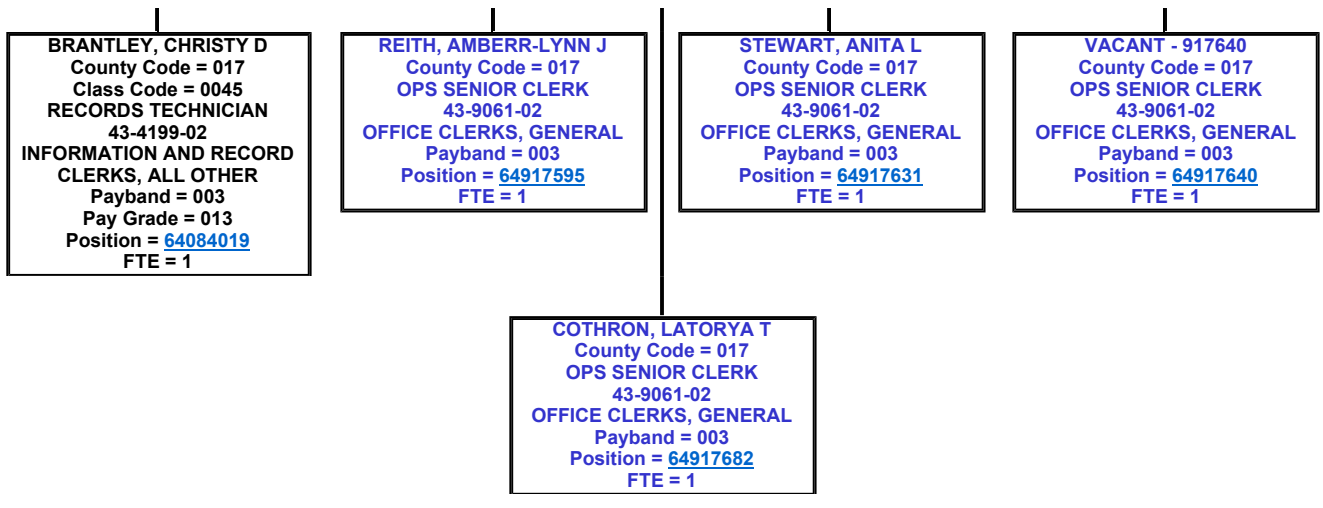 BRANTLEY, CHRISTY D
County Code = 017
Class Code = 0045
RECORDS TECHNICIAN
43-4199-02
INFORMATION AND RECORD
CLERKS, ALL OTHER
Payband = 003
Pay Grade = 013
Position = 64084019
FTE = 1
REITH, AMBERR-LYNN J
County Code = 017
OPS SENIOR CLERK
43-9061-02
OFFICE CLERKS, GENERAL
Payband = 003
Position = 64917595
FTE = 1
STEWART, ANITA L
County Code = 017
OPS SENIOR CLERK
43-9061-02
OFFICE CLERKS, GENERAL
Payband = 003
Position = 64917631
FTE = 1
VACANT - 917640
County Code = 017
OPS SENIOR CLERK
43-9061-02
OFFICE CLERKS, GENERAL
Payband = 003
Position = 64917640
FTE = 1
COTHRON, LATORYA T
County Code = 017
OPS SENIOR CLERK
43-9061-02
OFFICE CLERKS, GENERAL
Payband = 003
Position = 64917682
FTE = 1